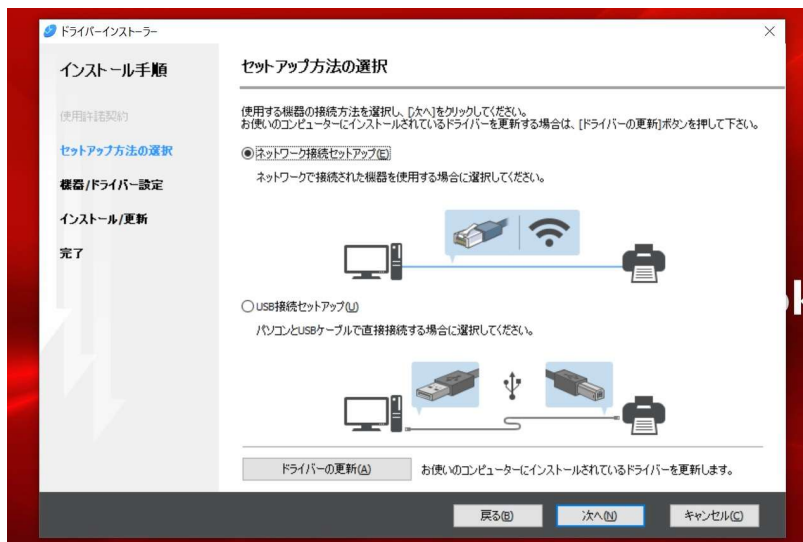 ドライバーインストーラー
インストール手順
使用許諾契約
セットアップ方法の選択
機器/ドライバー設定
インストール/更新
完了
セットアップ方法の選択
使用する機器の接続方法を選択し、[次へ]をクリックしてください。
お使いのコンピューターにインストールされているドライバーを更新する場合は、[ドライバーの更新]ボタンを押して下さい。
ネットワーク接続セットアップ(E)
ネットワークで接続された機器を使用する場合に選択してください。
USB接続セットアップ(U)
パソコンとUSBケーブルで直接接続する場合に選択してください。
ドライバーの更新(A)
お使いのコンピューターにインストールされているドライバーを更新します。
戻る(B)
次へ(N)
キャンセル(C)